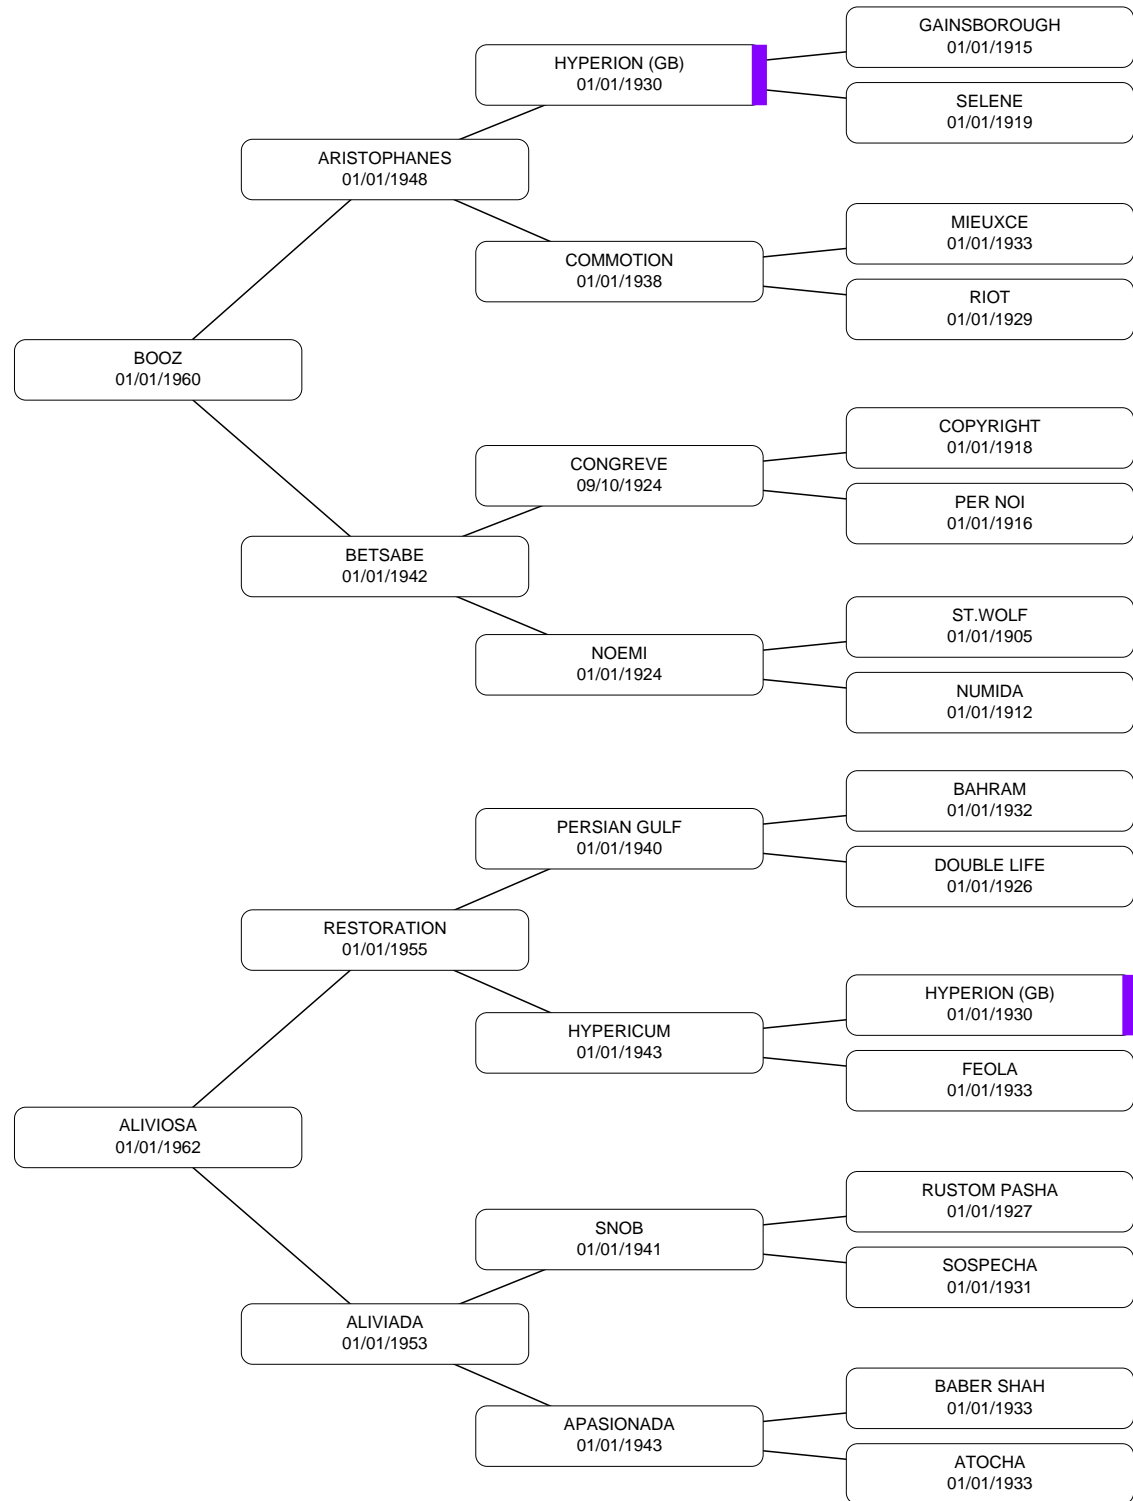 GAINSBOROUGH
01/01/1915
HYPERION (GB)
01/01/1930
SELENE
01/01/1919
ARISTOPHANES
01/01/1948
MIEUXCE
01/01/1933
COMMOTION
01/01/1938
RIOT
01/01/1929
BOOZ
01/01/1960
COPYRIGHT
01/01/1918
CONGREVE
09/10/1924
PER NOI
01/01/1916
BETSABE
01/01/1942
ST.WOLF
01/01/1905
NOEMI
01/01/1924
NUMIDA
01/01/1912
BAHRAM
01/01/1932
PERSIAN GULF
01/01/1940
DOUBLE LIFE
01/01/1926
RESTORATION
01/01/1955
HYPERION (GB)
01/01/1930
HYPERICUM
01/01/1943
FEOLA
01/01/1933
ALIVIOSA
01/01/1962
RUSTOM PASHA
01/01/1927
SNOB
01/01/1941
SOSPECHA
01/01/1931
ALIVIADA
01/01/1953
BABER SHAH
01/01/1933
APASIONADA
01/01/1943
ATOCHA
01/01/1933